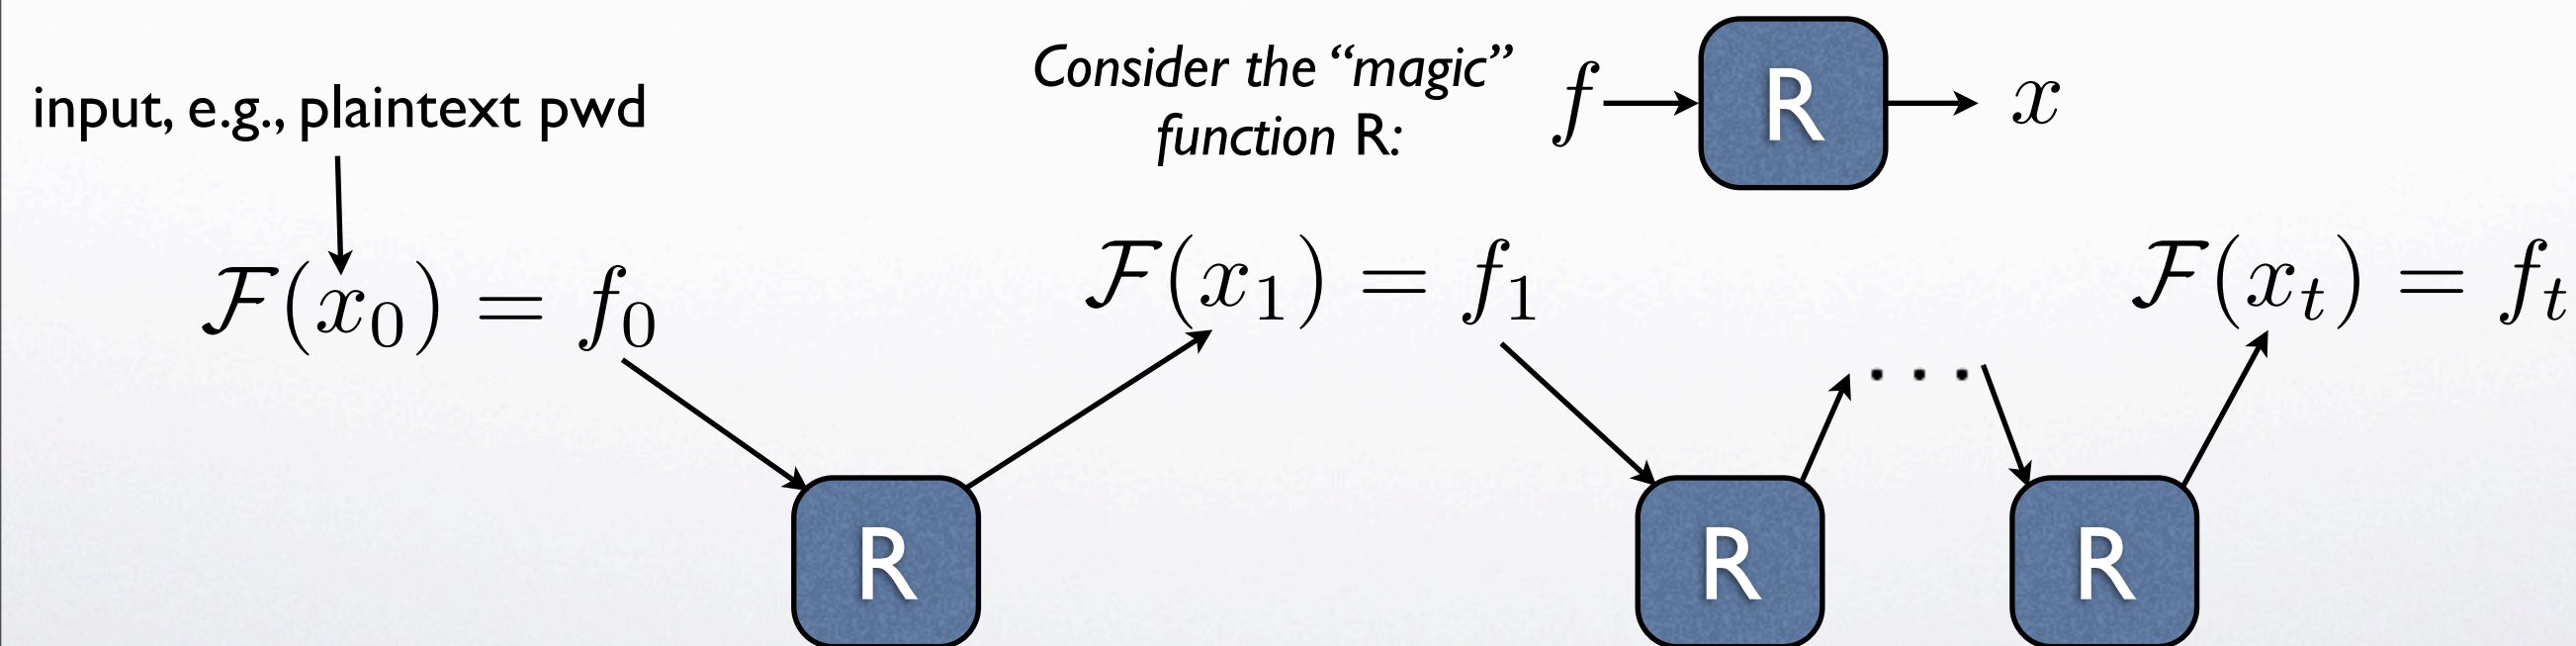 input, e.g., plaintext pwd
Consider the “magic”
function R:
f → R → x
ℱ(x₀) = f₀
ℱ(x₁) = f₁
ℱ(xₜ) = fₜ
. . .
R
R
R